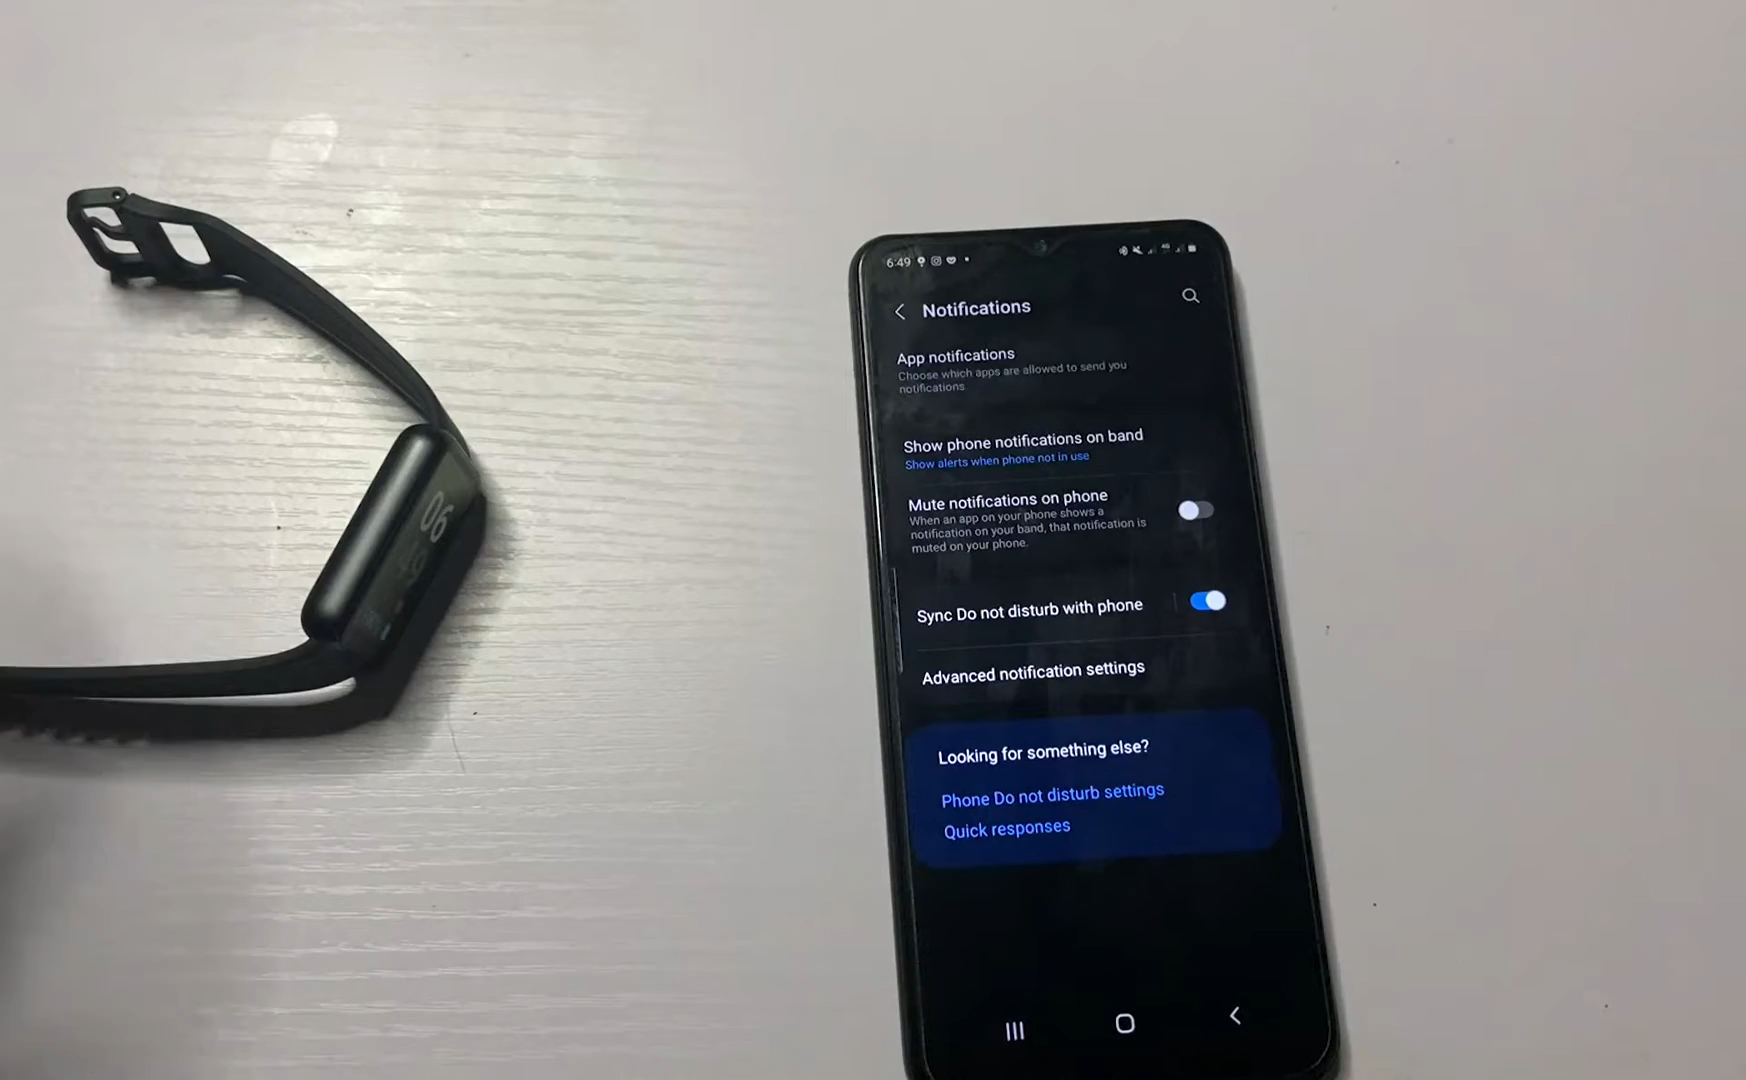 6:49
Notifications
App notifications
Choose which apps are allowed to send you
notifications
Show phone notifications on band
Show alerts when phone not in use
Mute notifications on phone
When an app on your phone shows a
notification on your band, that notification is
muted on your phone.
Sync Do not disturb with phone
Advanced notification settings
Looking for something else?
Phone Do not disturb settings
Quick responses
06